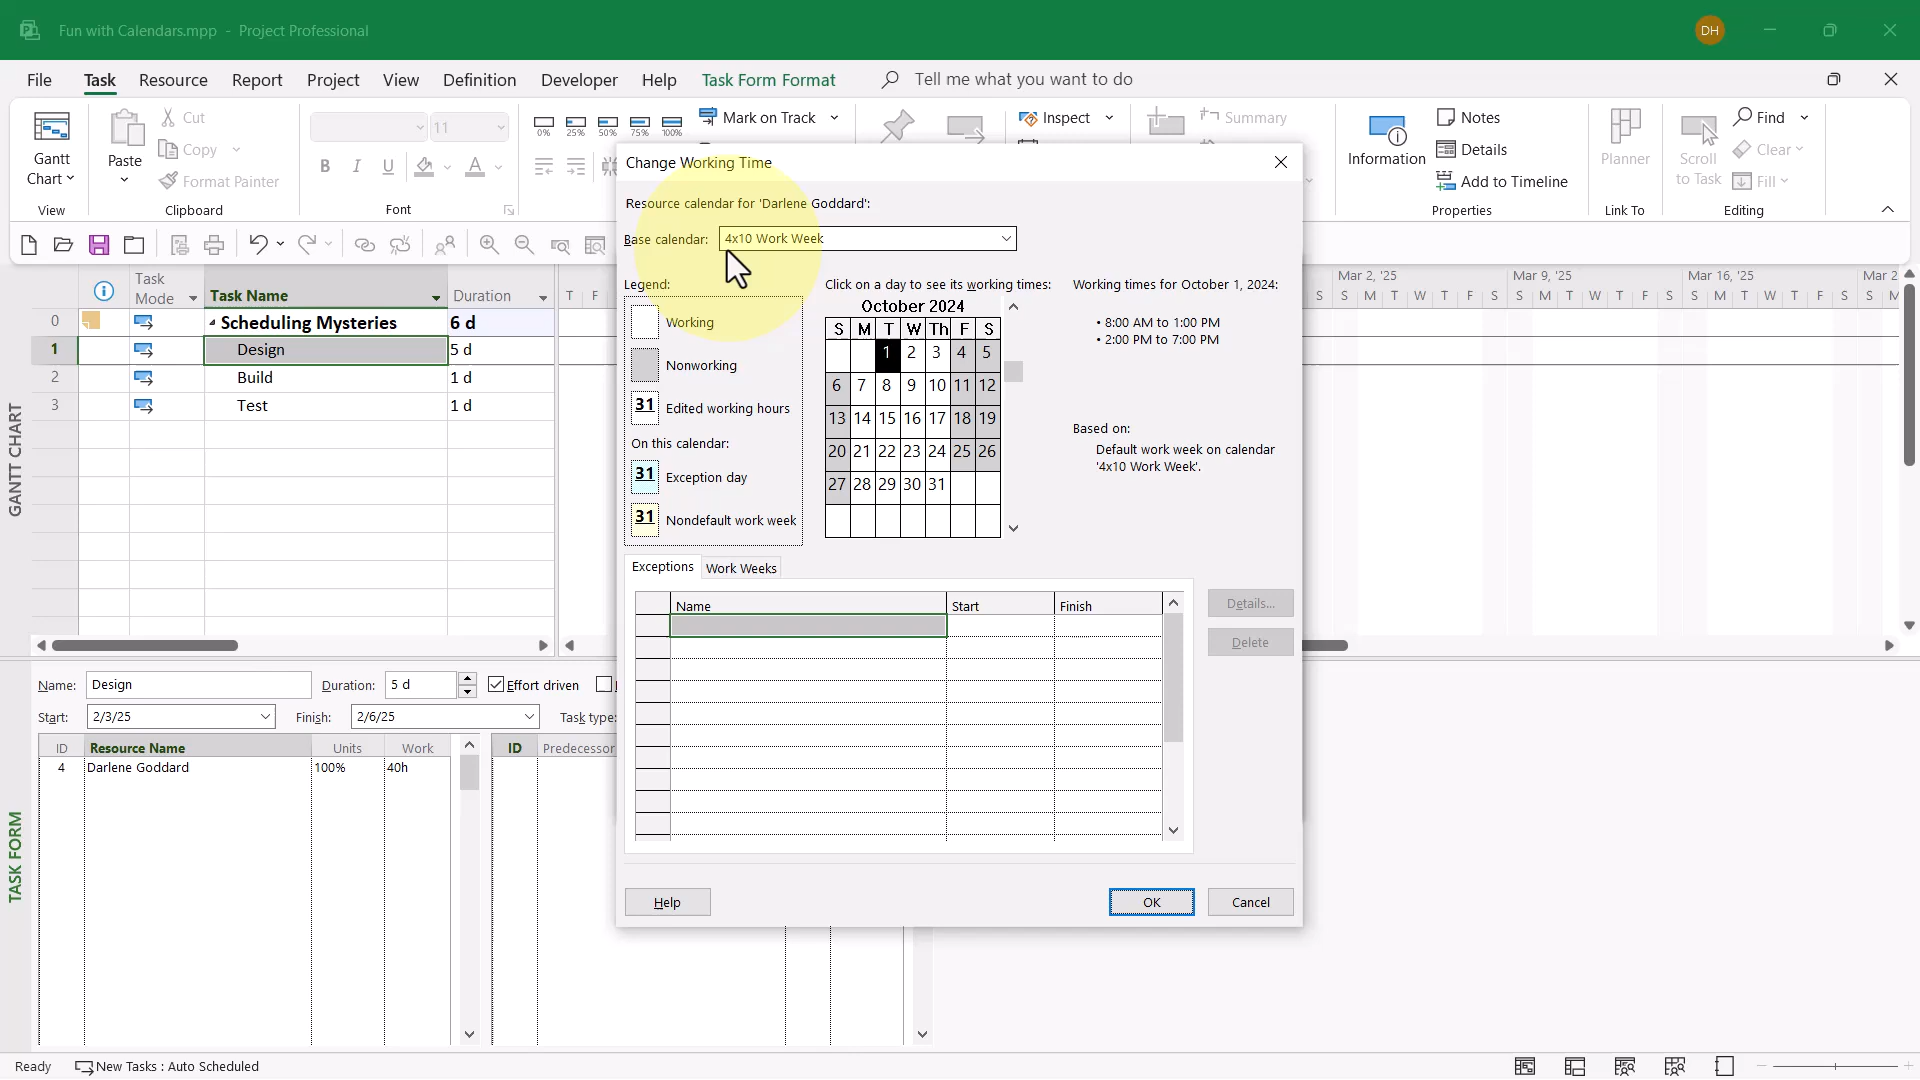 Fun with Calendars.mpp - Project Professional
DH
File Task Resource Report Project View Definition Developer Help Task Form Format Tell me what you want to do
Gantt Chart
View
Paste
Cut
Copy
Format Painter
Clipboard
11
B I U A
Font
0% 25% 50% 75% 100%
Mark on Track
Inspect
Summary
Information
Notes
Details
Add to Timeline
Properties
Planner
Link To
Scroll to Task
Find
Clear
Fill
Editing
Task Mode Task Name Duration T F
0 Scheduling Mysteries 6 d
1 Design 5 d
2 Build 1 d
3 Test 1 d
GANTT CHART
Mar 2, '25 Mar 9, '25 Mar 16, '25 Mar 2
S S M T W T F S S M T W T F S S M T W T F S S M
Change Working Time
Resource calendar for 'Darlene Goddard':
Base calendar: 4x10 Work Week
Legend:
Working
Nonworking
31 Edited working hours
On this calendar:
31 Exception day
31 Nondefault work week
Click on a day to see its working times:
October 2024
S M T W Th F S
1 2 3 4 5
6 7 8 9 10 11 12
13 14 15 16 17 18 19
20 21 22 23 24 25 26
27 28 29 30 31
Working times for October 1, 2024:
• 8:00 AM to 1:00 PM
• 2:00 PM to 7:00 PM
Based on:
Default work week on calendar
'4x10 Work Week'.
Exceptions Work Weeks
Name Start Finish
Details...
Delete
Help OK Cancel
Name: Design Duration: 5 d Effort driven
Start: 2/3/25 Finish: 2/6/25 Task type:
ID Resource Name Units Work ID Predecessor
4 Darlene Goddard 100% 40h
TASK FORM
Ready New Tasks : Auto Scheduled